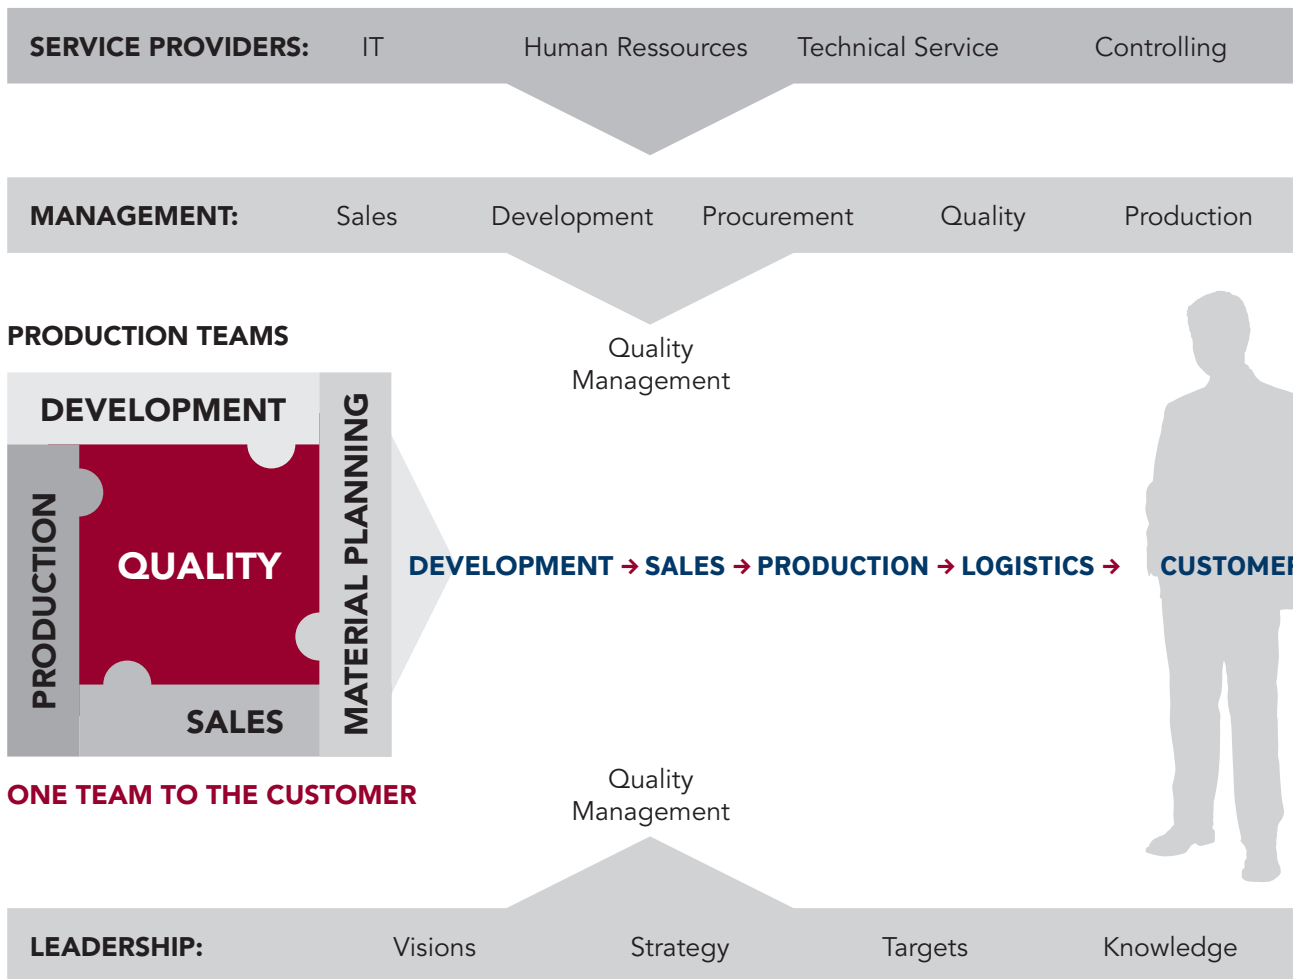 SERVICE PROVIDERS: IT Human Ressources Technical Service Controlling
MANAGEMENT: Sales Development Procurement Quality Production
PRODUCTION TEAMS
Quality
Management
DEVELOPMENT
PRODUCTION
QUALITY
MATERIAL PLANNING
SALES
DEVELOPMENT → SALES → PRODUCTION → LOGISTICS → CUSTOMER
ONE TEAM TO THE CUSTOMER
Quality
Management
LEADERSHIP: Visions Strategy Targets Knowledge